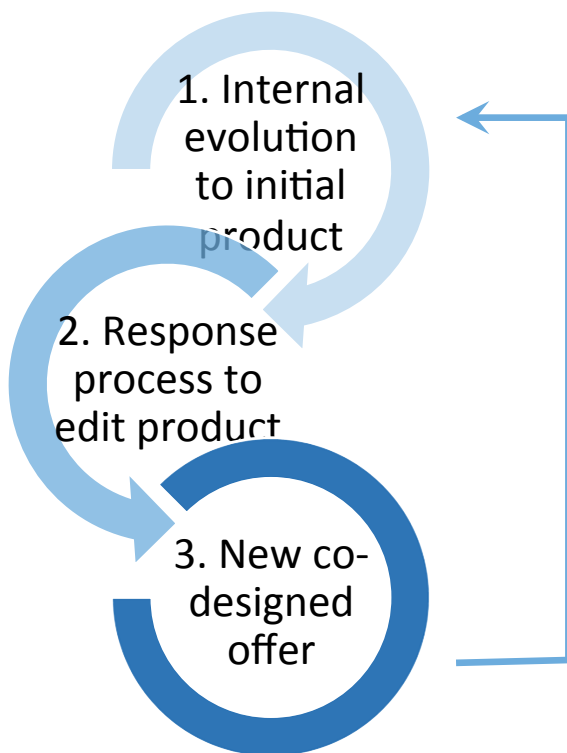 1. Internal
evolution
to initial
product
2. Response
process to
edit product
3. New co-
designed
offer